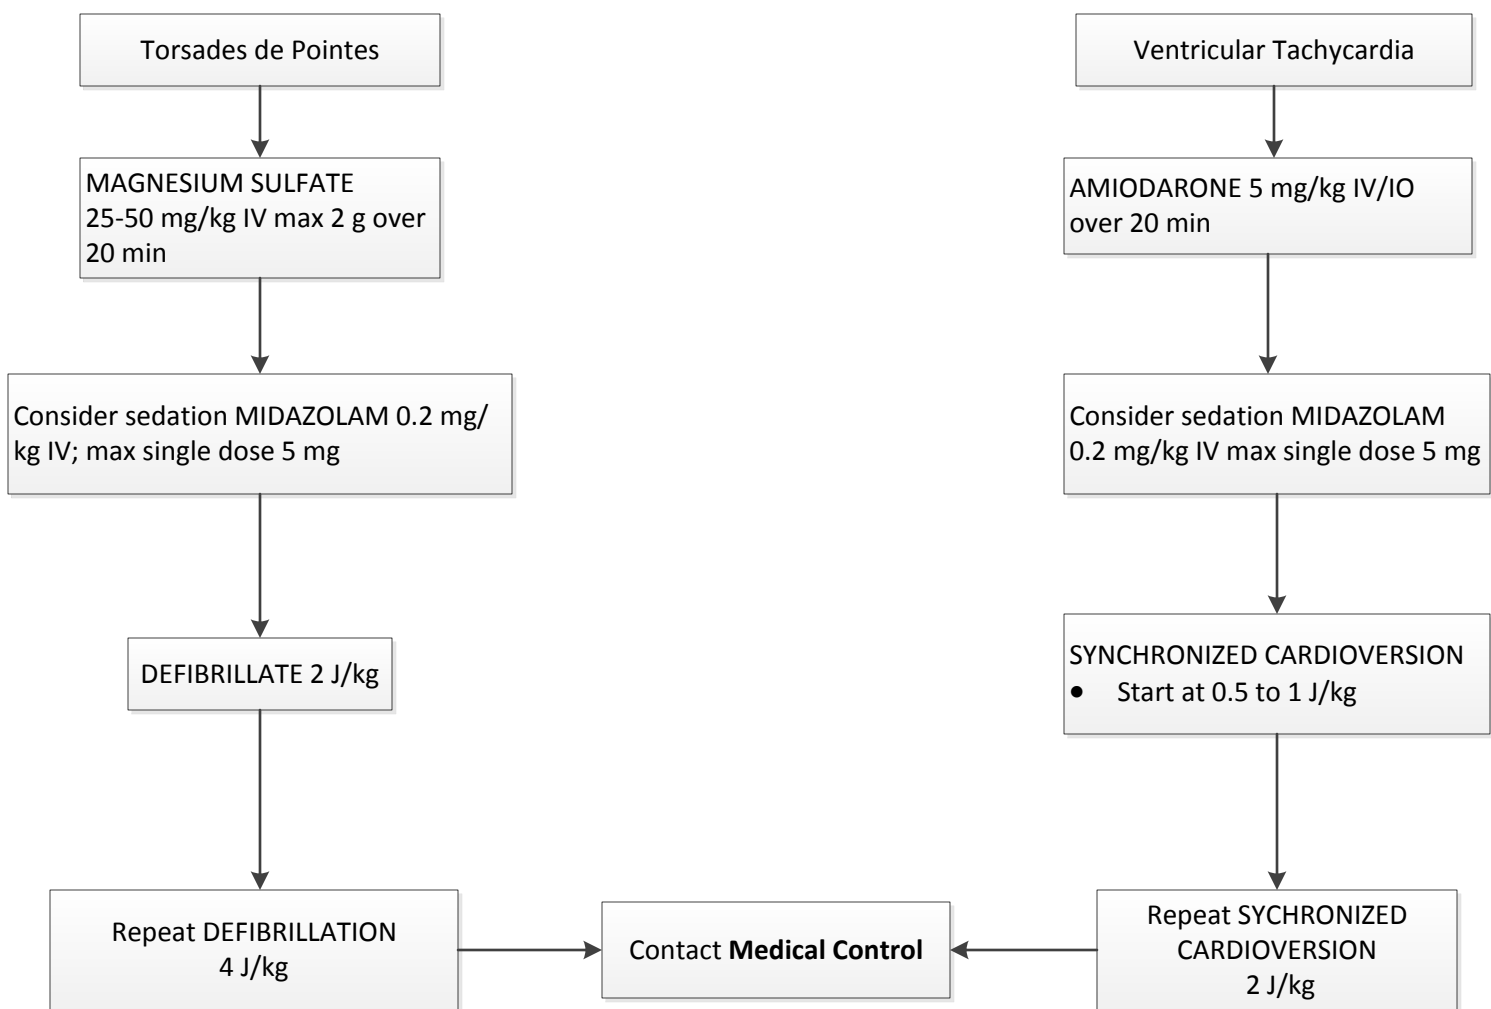 Torsades de Pointes
MAGNESIUM SULFATE
25-50 mg/kg IV max 2 g over
20 min
Consider sedation MIDAZOLAM 0.2 mg/
kg IV; max single dose 5 mg
DEFIBRILLATE 2 J/kg
Repeat DEFIBRILLATION
4 J/kg
Contact Medical Control
Ventricular Tachycardia
AMIODARONE 5 mg/kg IV/IO
over 20 min
Consider sedation MIDAZOLAM
0.2 mg/kg IV max single dose 5 mg
SYNCHRONIZED CARDIOVERSION
• Start at 0.5 to 1 J/kg
Repeat SYCHRONIZED
CARDIOVERSION
2 J/kg